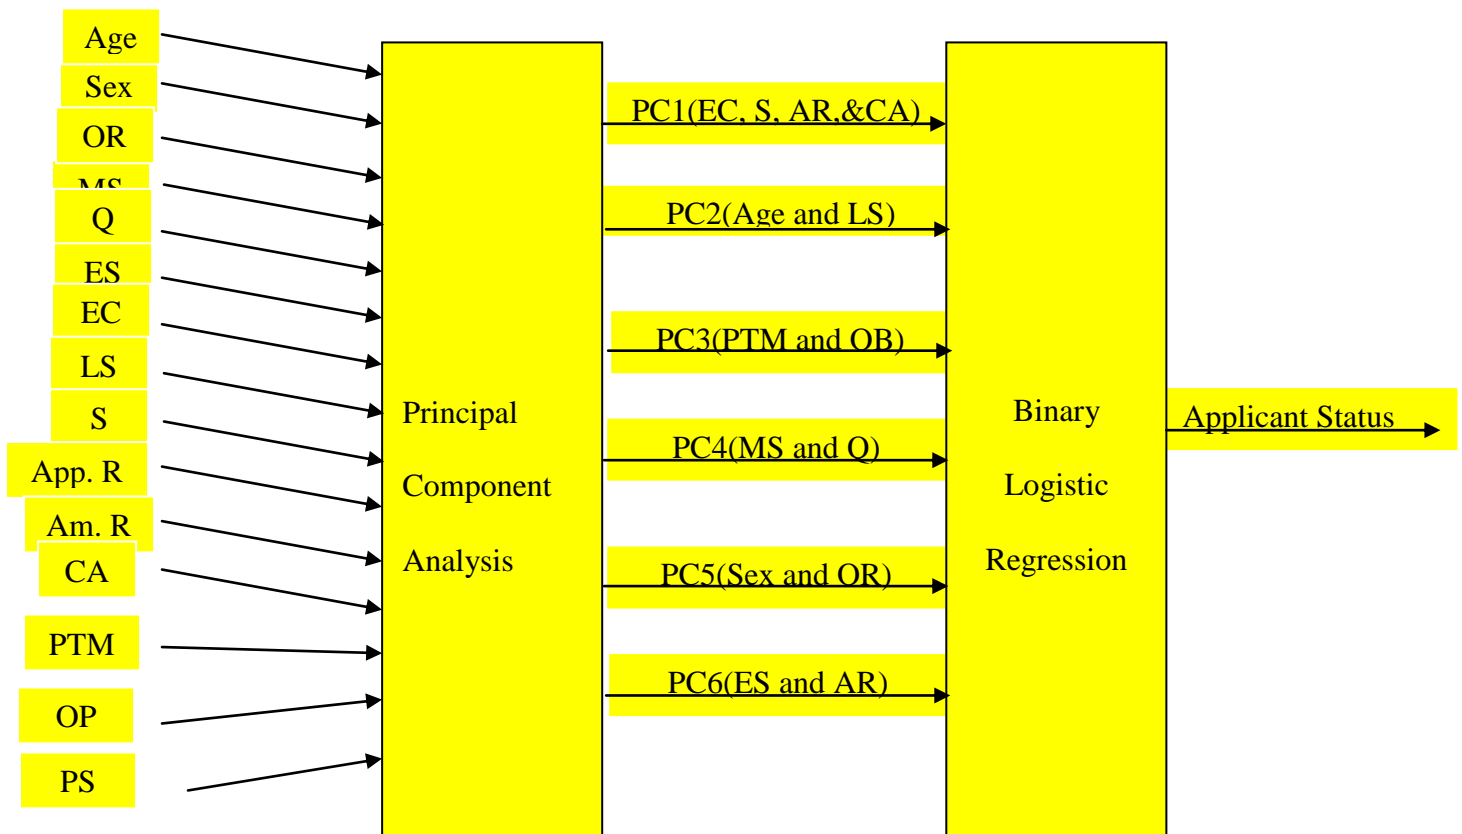 Age
Sex
OR
MS
Q
ES
EC
LS
S
App. R
Am. R
CA
PTM
OP
PS
Principal
Component
Analysis
PC1(EC, S, AR,&CA)
PC2(Age and LS)
PC3(PTM and OB)
PC4(MS and Q)
PC5(Sex and OR)
PC6(ES and AR)
Binary
Logistic
Regression
Applicant Status